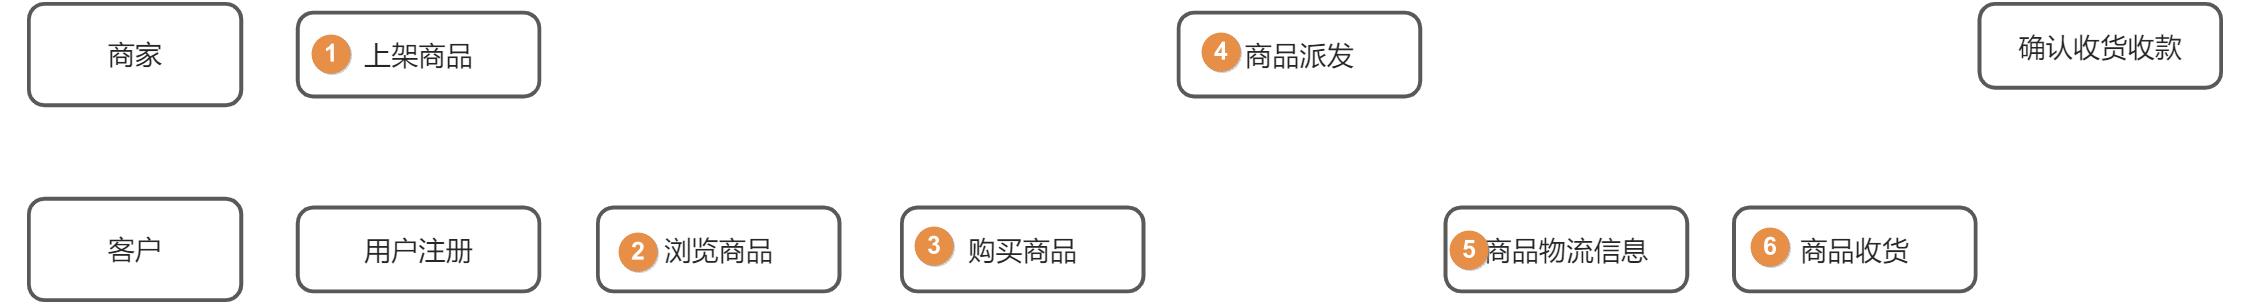 商家
1 上架商品
4 商品派发
确认收货收款
客户
用户注册
2 浏览商品
3 购买商品
5 商品物流信息
6 商品收货